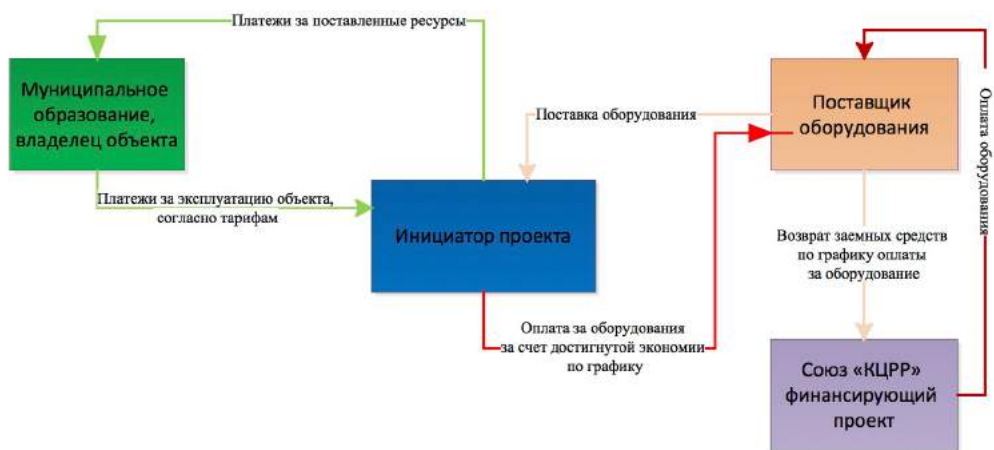 Платежи за поставленные ресурсы
Муниципальное
образование,
владелец объекта
Поставщик
оборудования
Поставка оборудования
Оплата оборудования
Платежи за эксплуатацию объекта,
согласно тарифам
Инициатор проекта
Возврат заемных средств
по графику оплаты
за оборудование
Оплата за оборудования
за счет достигнутой экономии
по графику
Союз «КЦРР»
финансирующий
проект